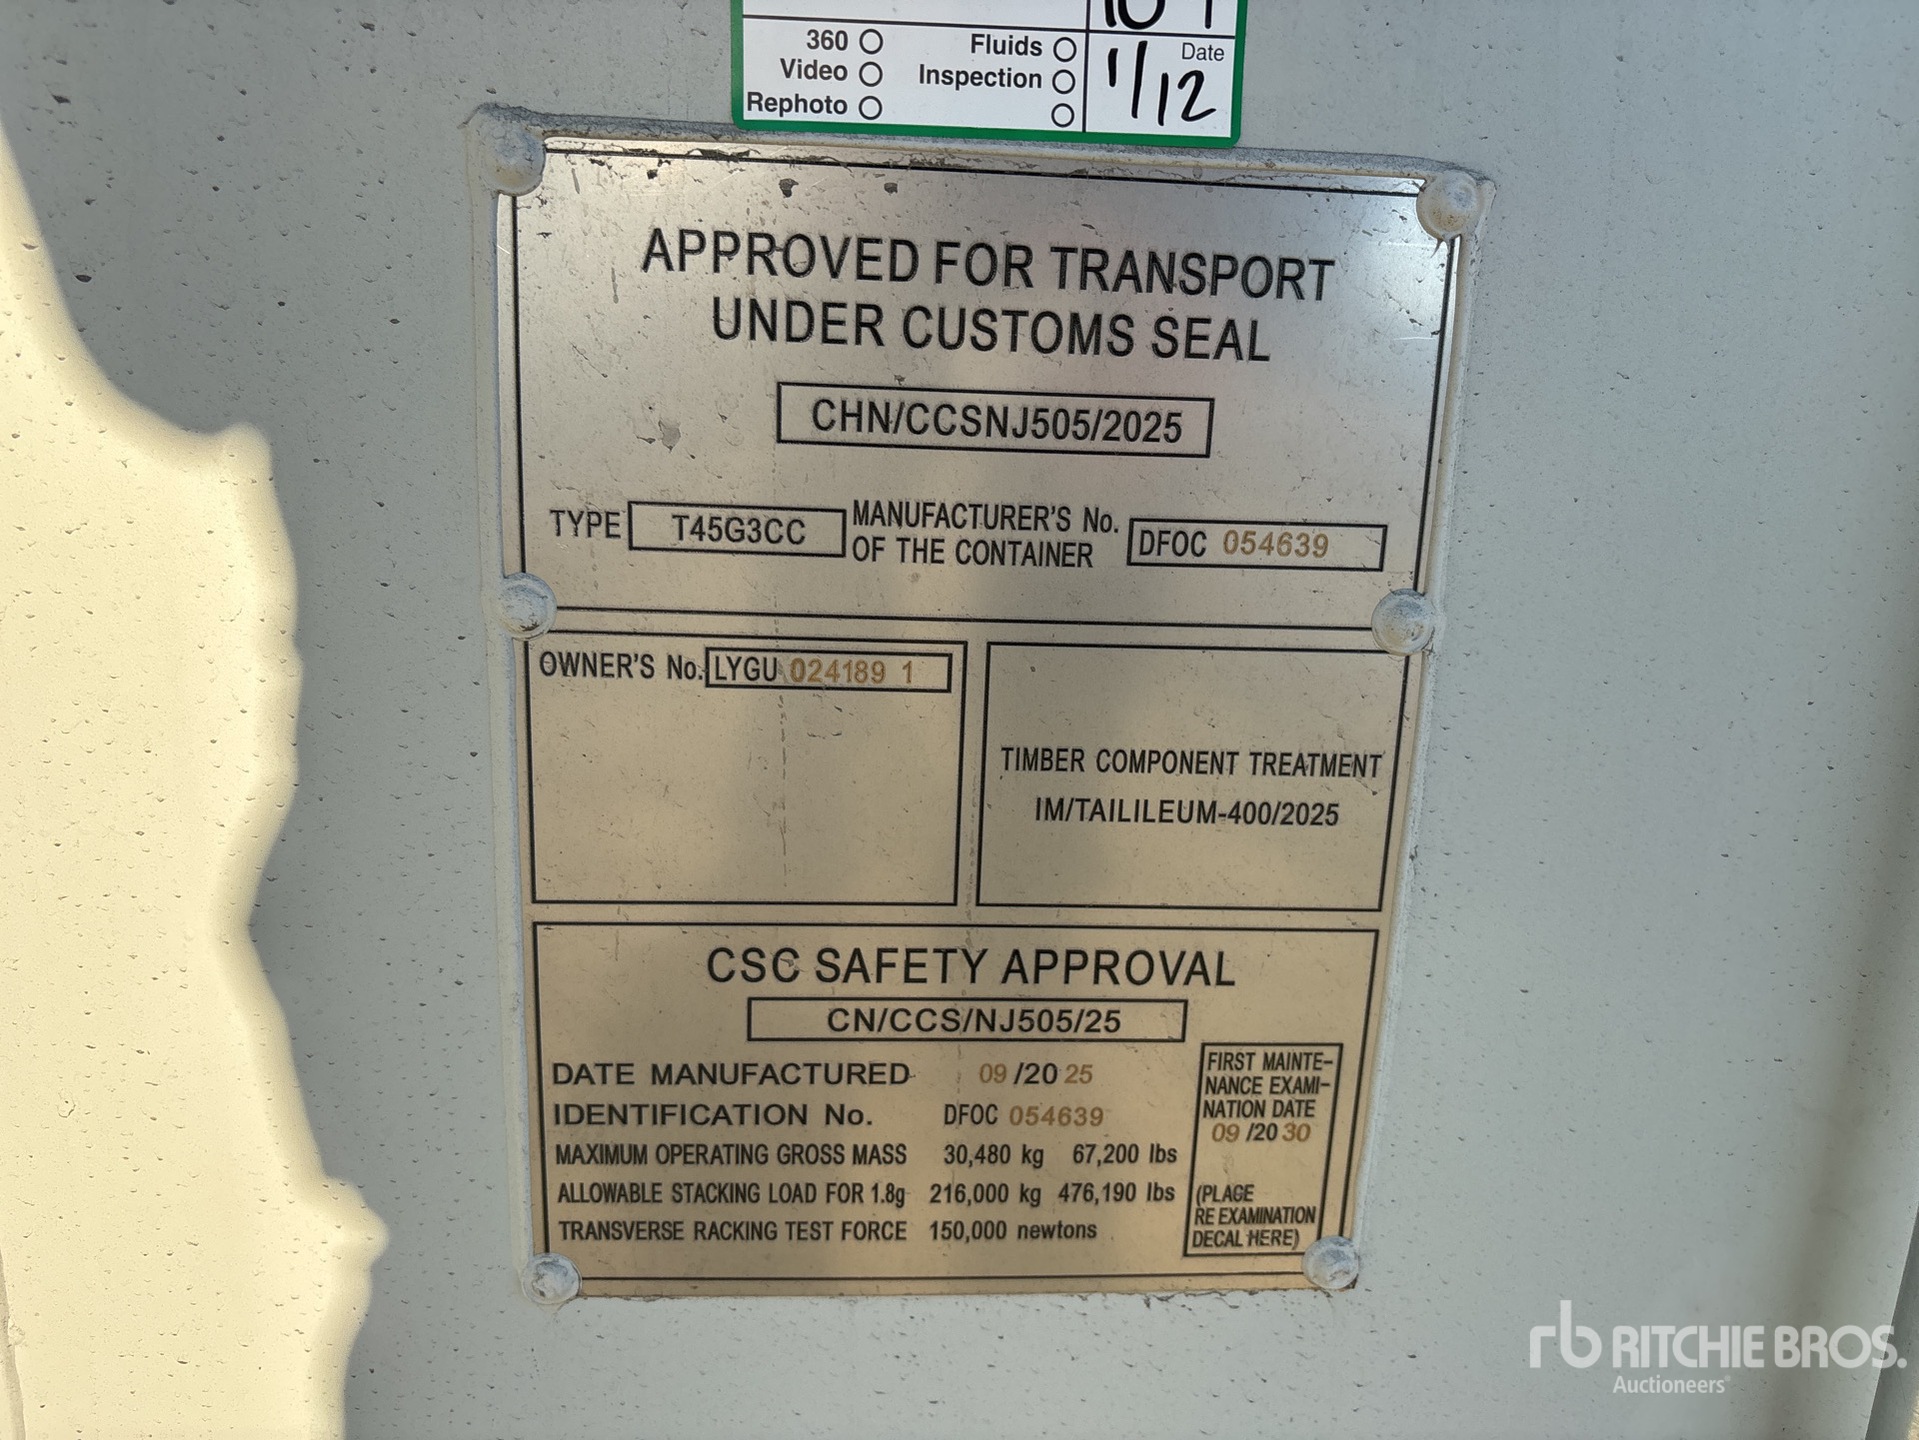 360
Video
Rephoto
Fluids
Inspection
Date
1/12
APPROVED FOR TRANSPORT
UNDER CUSTOMS SEAL
CHN/CCSNJ505/2025
TYPE T45G3CC MANUFACTURER'S No. OF THE CONTAINER DFOC 054639
OWNER'S No. LYGU 024189 1
TIMBER COMPONENT TREATMENT
IM/TAILILEUM-400/2025
CSC SAFETY APPROVAL
CN/CCS/NJ505/25
DATE MANUFACTURED 09 /20 25
IDENTIFICATION No. DFOC 054639
MAXIMUM OPERATING GROSS MASS 30,480 kg 67,200 lbs
ALLOWABLE STACKING LOAD FOR 1.8g 216,000 kg 476,190 lbs
TRANSVERSE RACKING TEST FORCE 150,000 newtons
FIRST MAINTE-
NANCE EXAMI-
NATION DATE
09 /20 30
(PLACE
RE EXAMINATION
DECAL HERE)
rb RITCHIE BROS.
Auctioneers